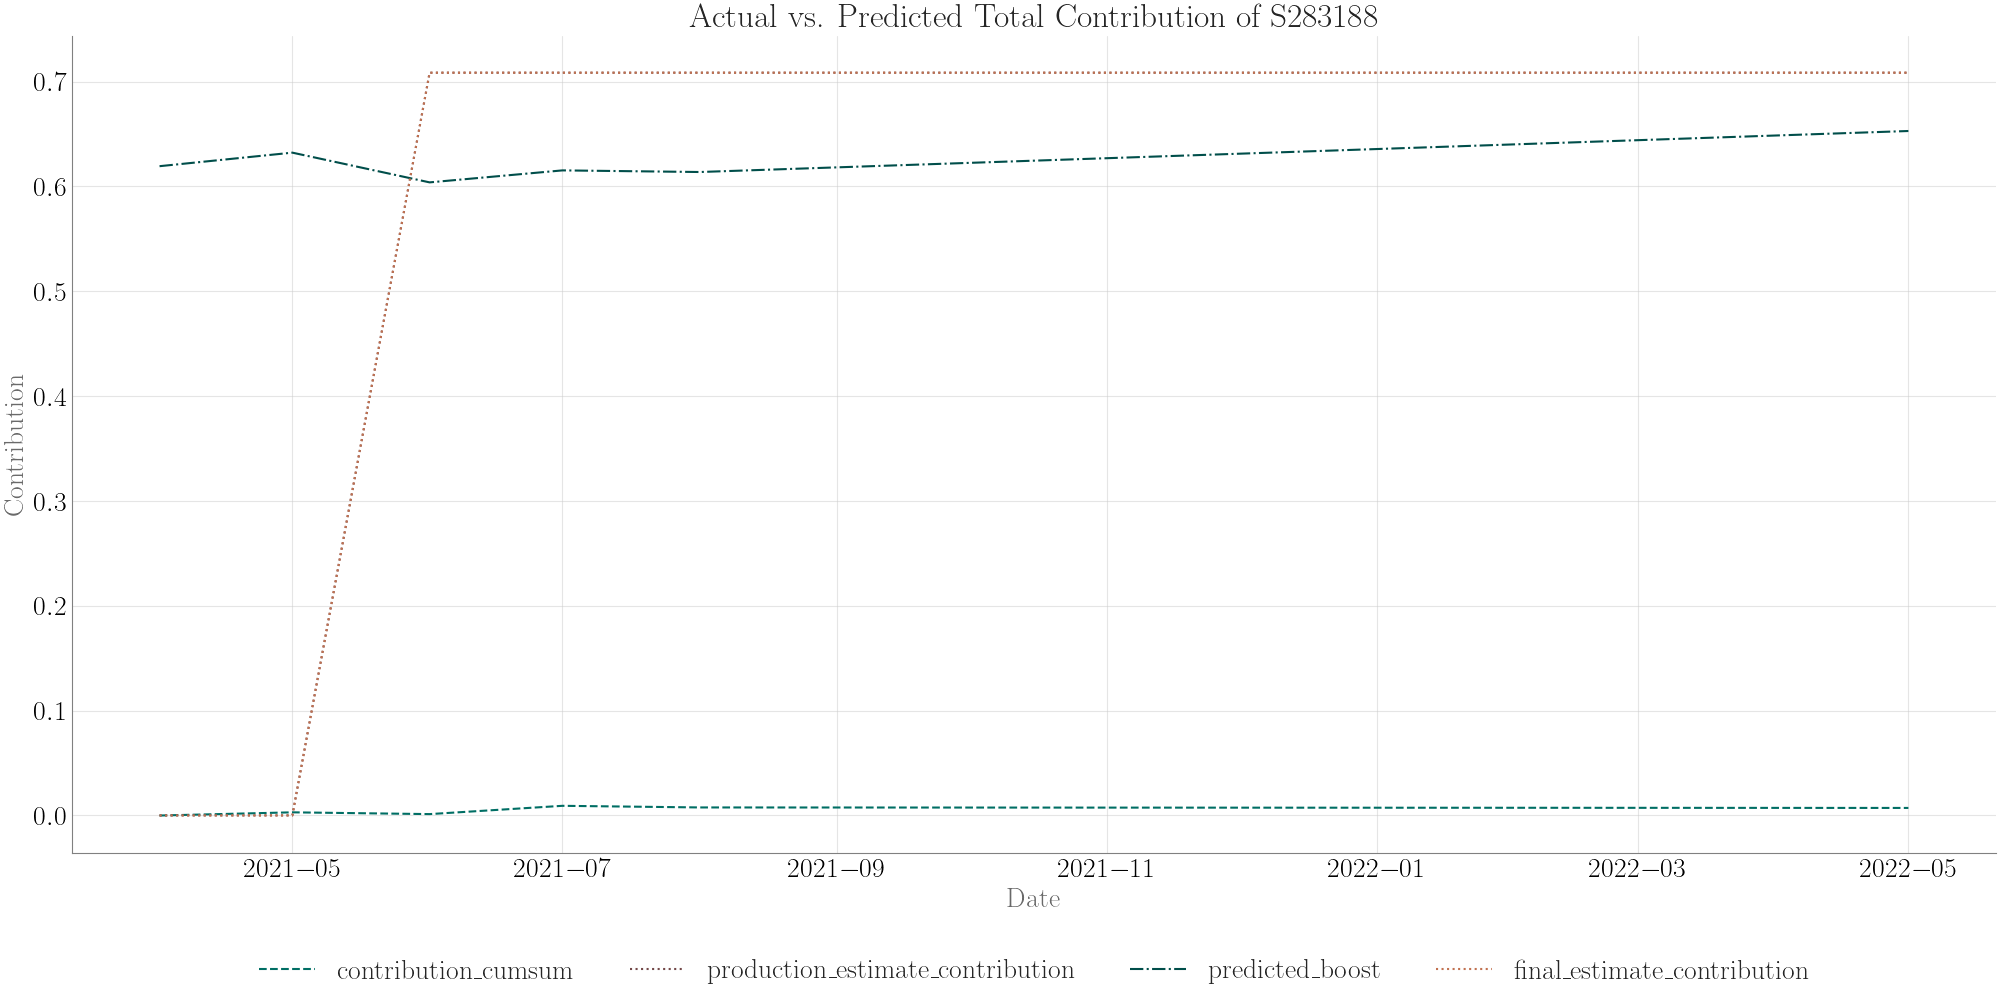 Actual vs. Predicted Total Contribution of S283188
Contribution
0.7
0.6
0.5
0.4
0.3
0.2
0.1
0.0
2021−05 2021−07 2021−09 2021−11 2022−01 2022−03 2022−05
Date
contribution_cumsum production_estimate_contribution predicted_boost final_estimate_contribution